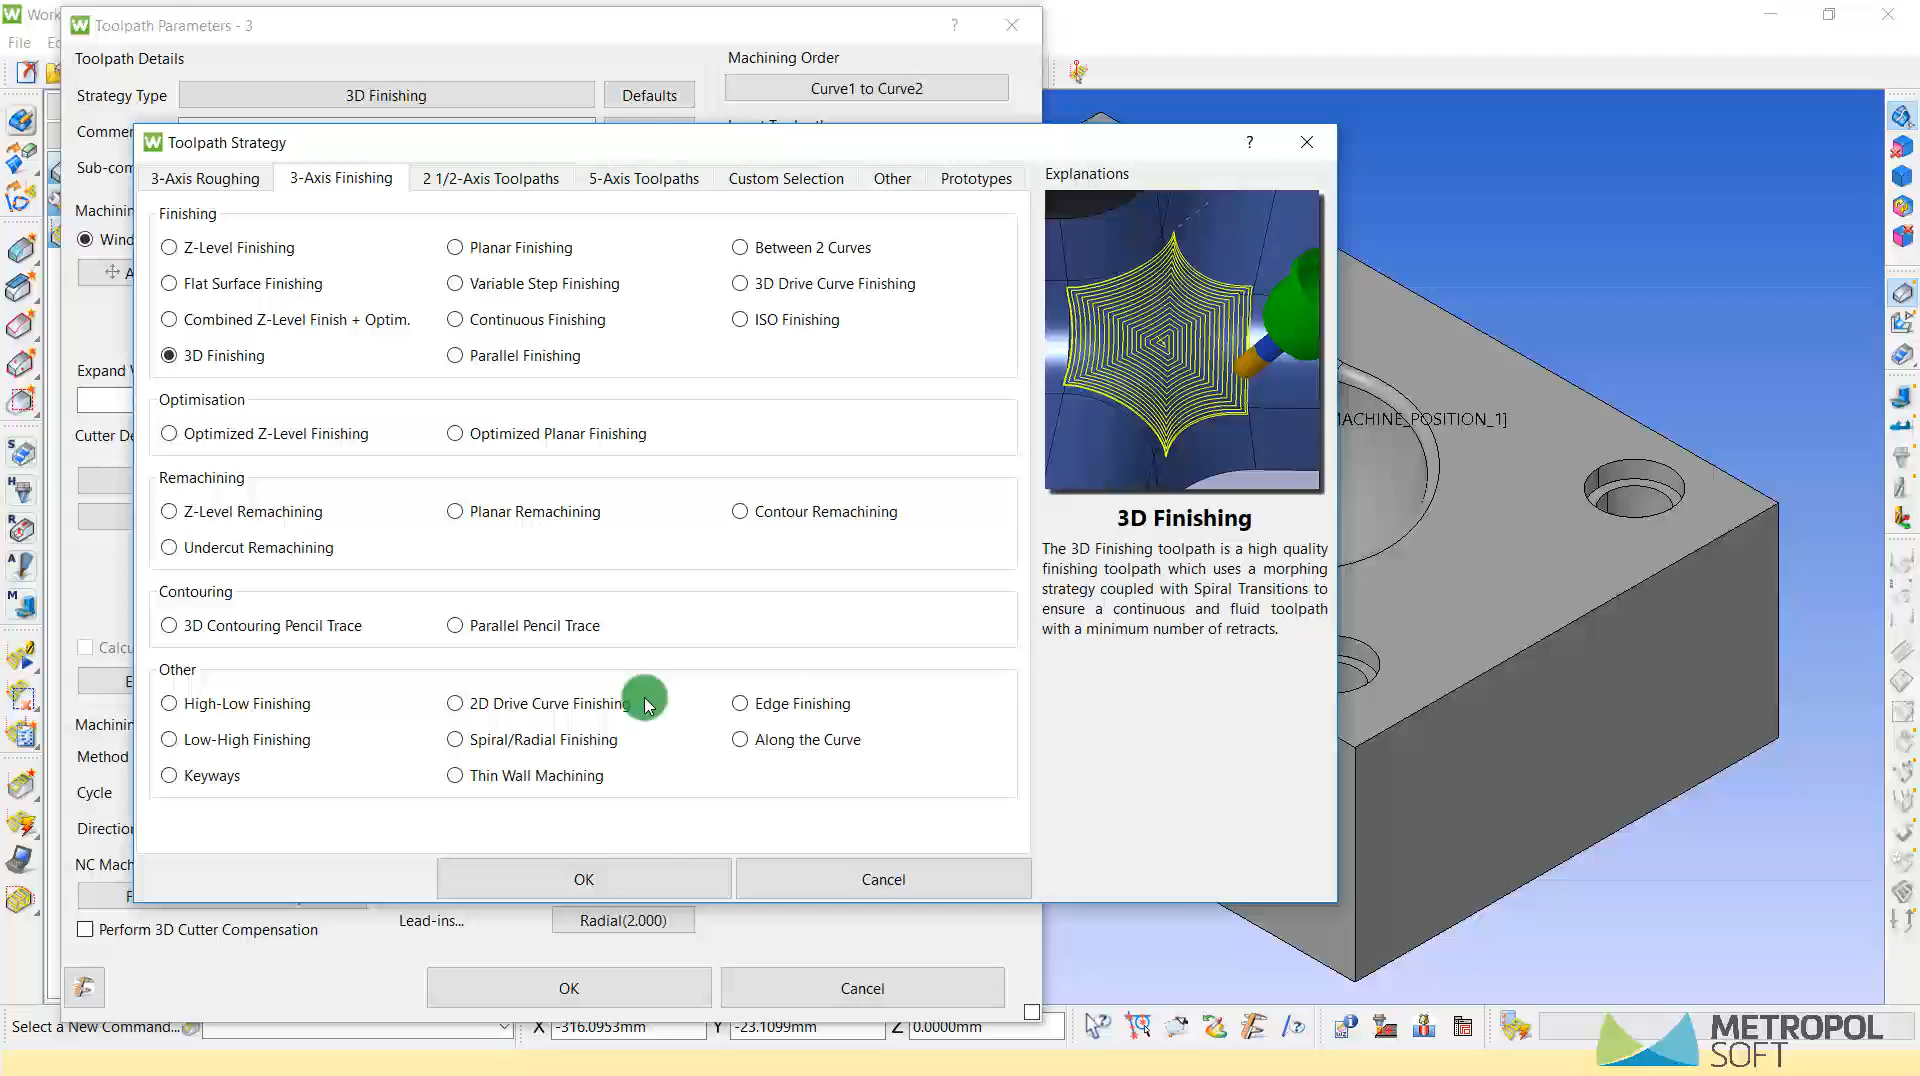 Work
Toolpath Parameters - 3
?
File
Toolpath Details
Machining Order
Strategy Type
3D Finishing
Defaults
Curve1 to Curve2
Toolpath Strategy
?
3-Axis Roughing
3-Axis Finishing
2 1/2-Axis Toolpaths
5-Axis Toolpaths
Custom Selection
Other
Prototypes
Explanations
Finishing
Z-Level Finishing
Planar Finishing
Between 2 Curves
Flat Surface Finishing
Variable Step Finishing
3D Drive Curve Finishing
Combined Z-Level Finish + Optim.
Continuous Finishing
ISO Finishing
3D Finishing
Parallel Finishing
Optimisation
Optimized Z-Level Finishing
Optimized Planar Finishing
Remachining
Z-Level Remachining
Planar Remachining
Contour Remachining
Undercut Remachining
Contouring
3D Contouring Pencil Trace
Parallel Pencil Trace
Other
High-Low Finishing
2D Drive Curve Finishing
Edge Finishing
Low-High Finishing
Spiral/Radial Finishing
Along the Curve
Keyways
Thin Wall Machining
OK
Cancel
3D Finishing
The 3D Finishing toolpath is a high quality
finishing toolpath which uses a morphing
strategy coupled with Spiral Transitions to
ensure a continuous and fluid toolpath
with a minimum number of retracts.
Commer
Sub-com
Machinin
Wind
Expand
Cutter De
Calcu
Machinin
Method
Cycle
Direction
NC Mach
MACHINE_POSITION_1]
Perform 3D Cutter Compensation
Lead-ins...
Radial(2.000)
OK
Cancel
Select a New Command...
X -316.0953mm
Y -23.1099mm
Z 0.0000mm
METROPOL
SOFT